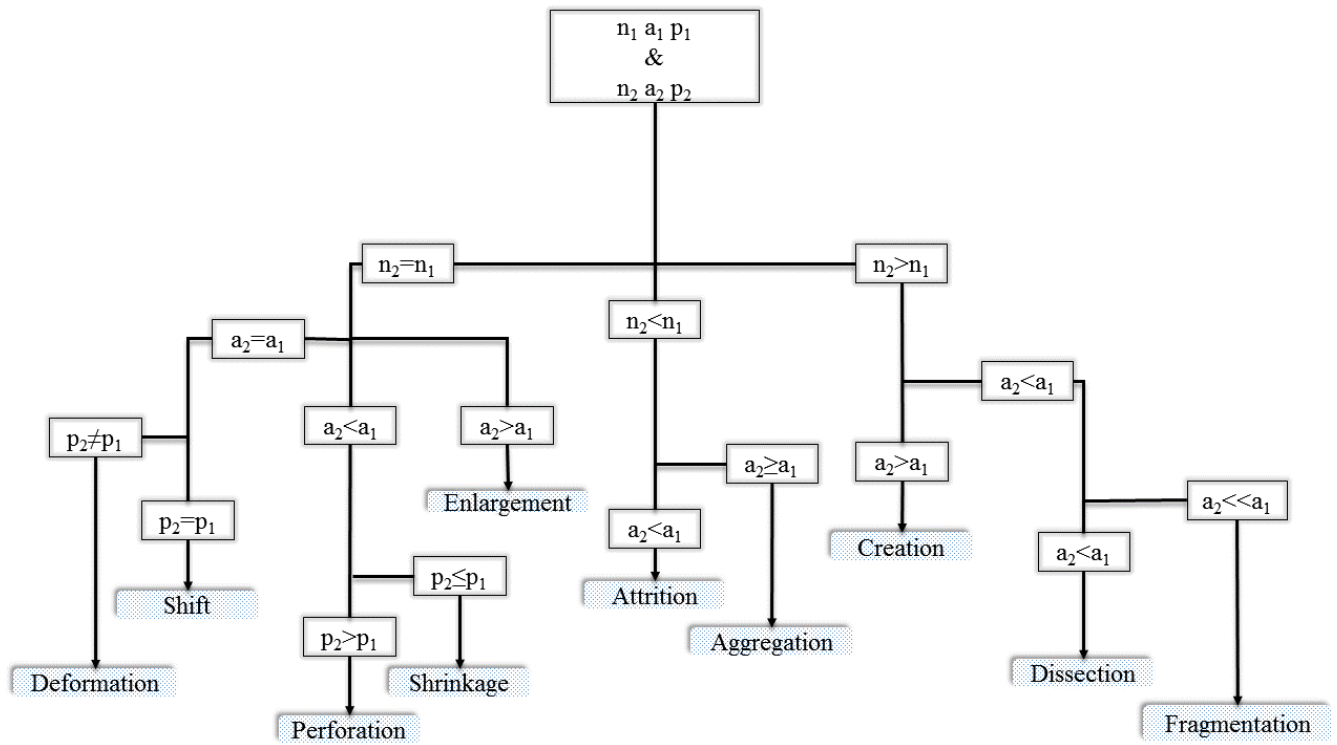 n₁ a₁ p₁
&
n₂ a₂ p₂
n₂=n₁
n₂>n₁
n₂<n₁
a₂=a₁
a₂<a₁
a₂<a₁
a₂>a₁
p₂≠p₁
a₂>a₁
a₂≥a₁
Enlargement
a₂<<a₁
p₂=p₁
a₂<a₁
Creation
a₂<a₁
p₂≤p₁
Attrition
Shift
p₂>p₁
Aggregation
Deformation
Shrinkage
Dissection
Perforation
Fragmentation